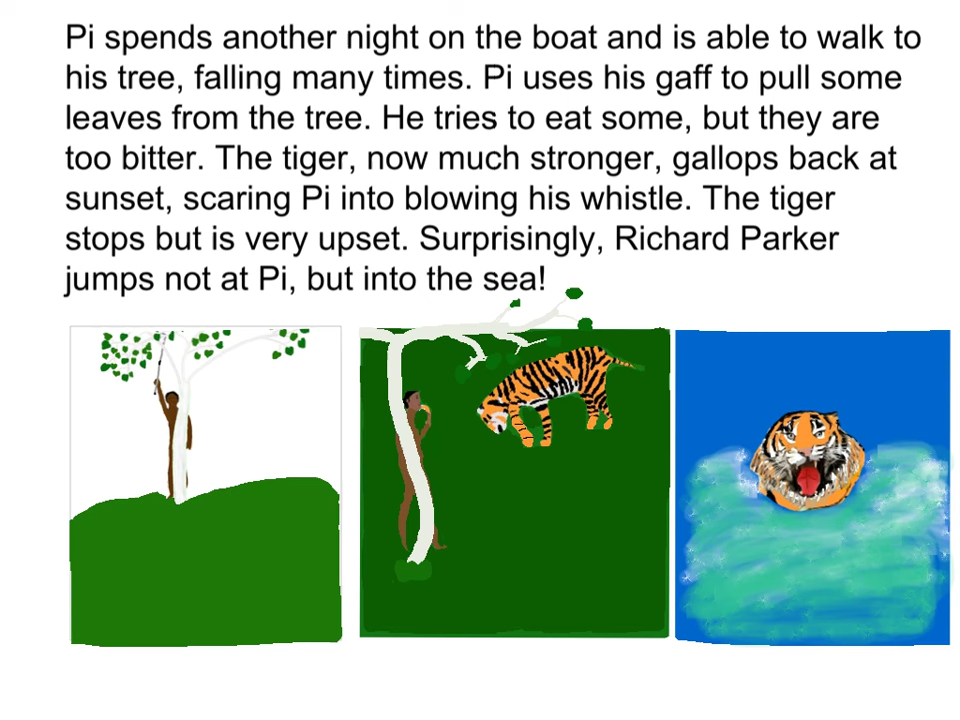 Pi spends another night on the boat and is able to walk to
his tree, falling many times. Pi uses his gaff to pull some
leaves from the tree. He tries to eat some, but they are
too bitter. The tiger, now much stronger, gallops back at
sunset, scaring Pi into blowing his whistle. The tiger
stops but is very upset. Surprisingly, Richard Parker
jumps not at Pi, but into the sea!